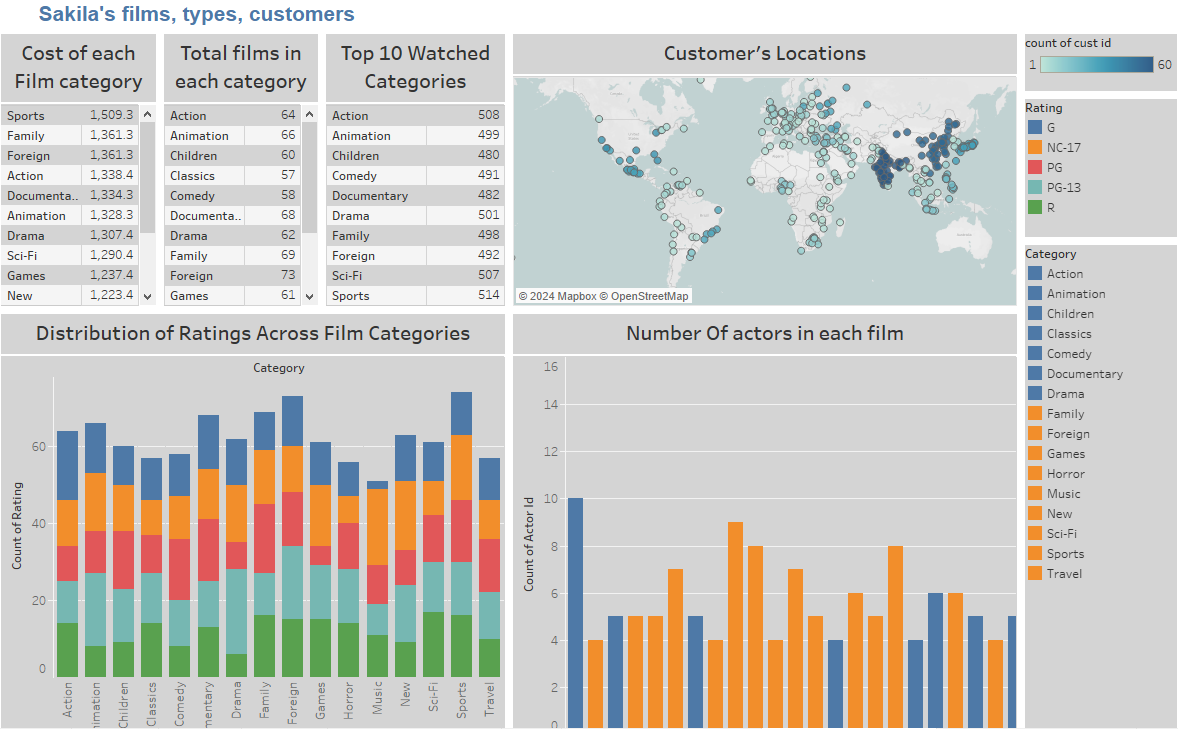 Sakila's films, types, customers
Cost of each
Film category
Sports 1,509.3
Family 1,361.3
Foreign 1,361.3
Action 1,338.4
Documenta.. 1,334.3
Animation 1,328.3
Drama 1,307.4
Sci-Fi 1,290.4
Games 1,237.4
New 1,223.4
Total films in
each category
Action 64
Animation 66
Children 60
Classics 57
Comedy 58
Documenta.. 68
Drama 62
Family 69
Foreign 73
Games 61
Top 10 Watched
Categories
Action 508
Animation 499
Children 480
Comedy 491
Documentary 482
Drama 501
Family 498
Foreign 492
Sci-Fi 507
Sports 514
Customer's Locations
© 2024 Mapbox © OpenStreetMap
count of cust id
1 60
Rating
G
NC-17
PG
PG-13
R
Category
Action
Animation
Children
Classics
Comedy
Documentary
Drama
Family
Foreign
Games
Horror
Music
New
Sci-Fi
Sports
Travel
Distribution of Ratings Across Film Categories
Category
Count of Rating
60
40
20
0
Action
nimation
Children
Classics
Comedy
mentary
Drama
Family
Foreign
Games
Horror
Music
New
Sci-Fi
Sports
Travel
Number Of actors in each film
Count of Actor Id
16
14
12
10
8
6
4
2
0